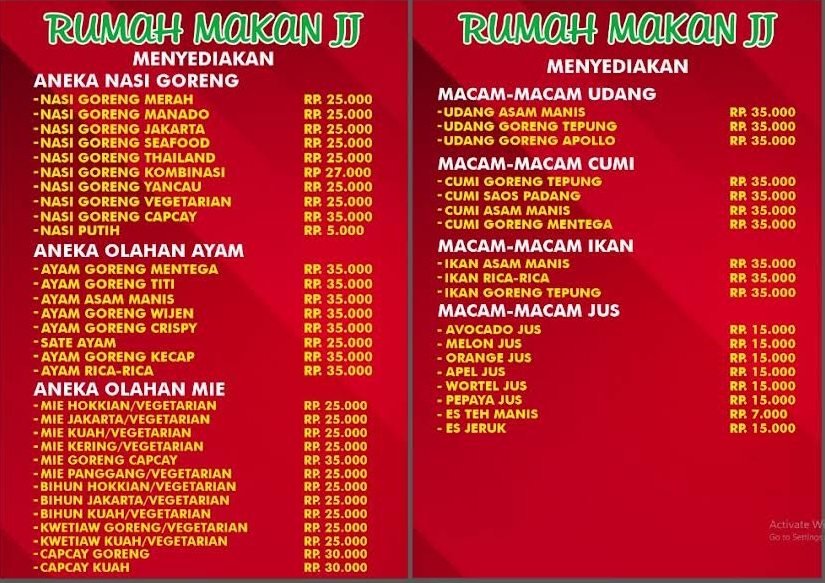 RUMAH MAKAN JJ
MENYEDIAKAN
ANEKA NASI GORENG
-NASI GORENG MERAH RP. 25.000
-NASI GORENG MANADO RP. 25.000
-NASI GORENG JAKARTA RP. 25.000
-NASI GORENG SEAFOOD RP. 25.000
-NASI GORENG THAILAND RP. 25.000
-NASI GORENG KOMBINASI RP 27.000
-NASI GORENG YANCAU RP. 25.000
-NASI GORENG VEGETARIAN RP. 25.000
-NASI GORENG CAPCAY RP. 35.000
-NASI PUTIH RP. 5.000
ANEKA OLAHAN AYAM
-AYAM GORENG MENTEGA RP. 35.000
-AYAM GORENG TITI RP. 35.000
-AYAM ASAM MANIS RP. 35.000
-AYAM GORENG WIJEN RP. 35.000
-AYAM GORENG CRISPY RP. 35.000
-SATE AYAM RP. 25.000
-AYAM GORENG KECAP RP. 35.000
-AYAM RICA-RICA RP. 35.000
ANEKA OLAHAN MIE
-MIE HOKKIAN/VEGETARIAN RP. 25.000
-MIE JAKARTA/VEGETARIAN RP. 25.000
-MIE KUAH/VEGETARIAN RP. 25.000
-MIE KERING/VEGETARIAN RP. 25.000
-MIE GORENG CAPCAY RP. 35.000
-MIE PANGGANG/VEGETARIAN RP. 25.000
-BIHUN HOKKIAN/VEGETARIAN RP. 25.000
-BIHUN JAKARTA/VEGETARIAN RP. 25.000
-BIHUN KUAH/VEGETARIAN RP. 25.000
-KWETIAW GORENG/VEGETARIAN RP. 25.000
-KWETIAW KUAH/VEGETARIAN RP. 25.000
-CAPCAY GORENG RP. 30.000
-CAPCAY KUAH RP. 30.000
RUMAH MAKAN JJ
MENYEDIAKAN
MACAM-MACAM UDANG
-UDANG ASAM MANIS RP. 35.000
-UDANG GORENG TEPUNG RP. 35.000
-UDANG GORENG APOLLO RP. 35.000
MACAM-MACAM CUMI
-CUMI GORENG TEPUNG RP. 35.000
-CUMI SAOS PADANG RP. 35.000
-CUMI ASAM MANIS RP. 35.000
-CUMI GORENG MENTEGA RP. 35.000
MACAM-MACAM IKAN
-IKAN ASAM MANIS RP. 35.000
-IKAN RICA-RICA RP. 35.000
-IKAN GORENG TEPUNG RP. 35.000
MACAM-MACAM JUS
- AVOCADO JUS RP. 15.000
- MELON JUS RP. 15.000
- ORANGE JUS RP. 15.000
- APEL JUS RP. 15.000
- WORTEL JUS RP. 15.000
- PEPAYA JUS RP. 15.000
- ES TEH MANIS RP. 7.000
- ES JERUK RP. 15.000
Activate Wi
Go to Settings